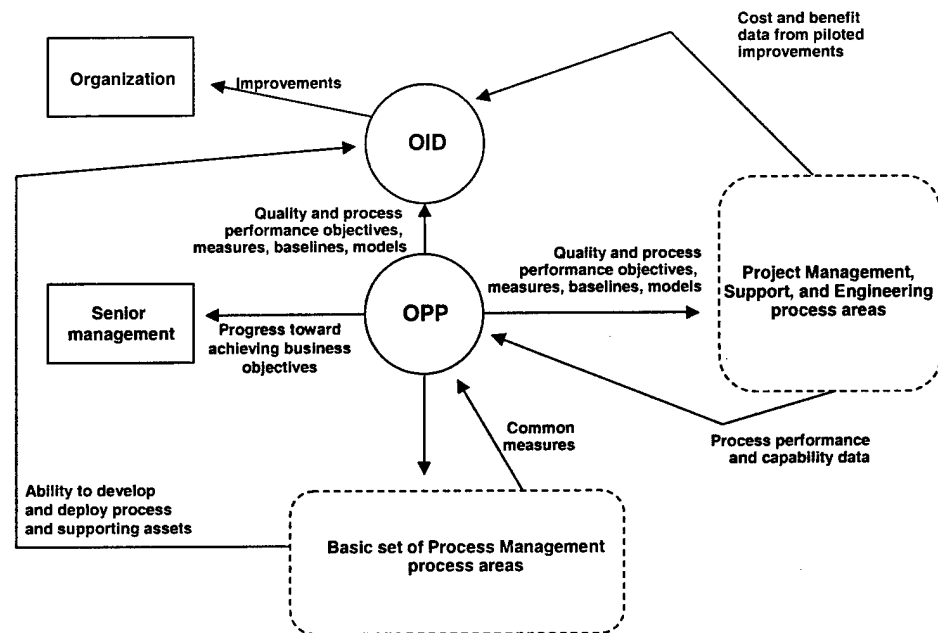 Cost and benefit
data from piloted
improvements
Organization
Improvements
OID
Quality and process
performance objectives,
measures, baselines, models
Quality and process
performance objectives,
measures, baselines, models
Project Management,
Support, and Engineering
process areas
Senior
management
OPP
Progress toward
achieving business
objectives
Common
measures
Process performance
and capability data
Ability to develop
and deploy process
and supporting assets
Basic set of Process Management
process areas